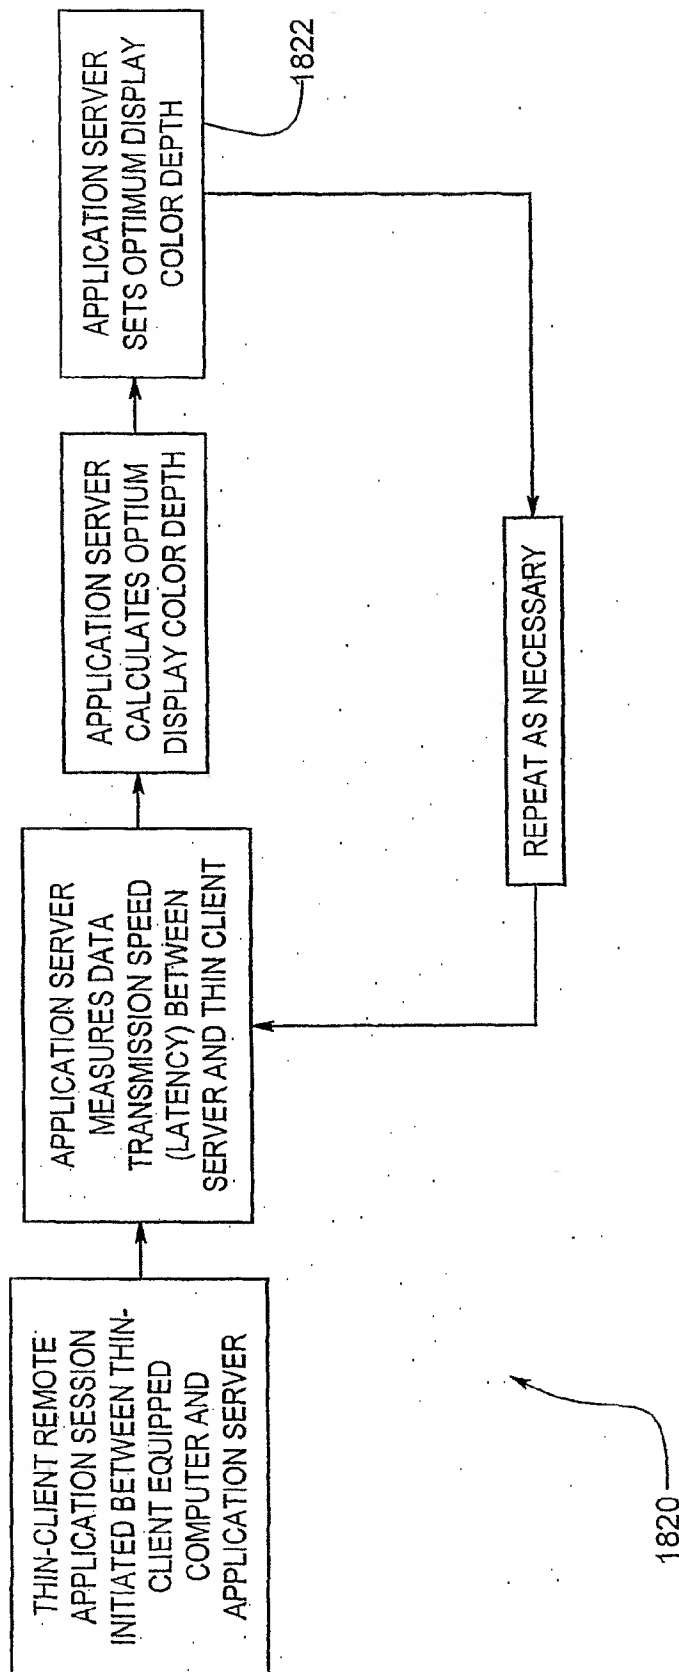 THIN-CLIENT REMOTE
APPLICATION SESSION
INITIATED BETWEEN THIN-
CLIENT EQUIPPED
COMPUTER AND
APPLICATION SERVER
APPLICATION SERVER
MEASURES DATA
TRANSMISSION SPEED
(LATENCY) BETWEEN
SERVER AND THIN CLIENT
APPLICATION SERVER
CALCULATES OPTIUM
DISPLAY COLOR DEPTH
APPLICATION SERVER
SETS OPTIMUM DISPLAY
COLOR DEPTH
1822
REPEAT AS NECESSARY
1820